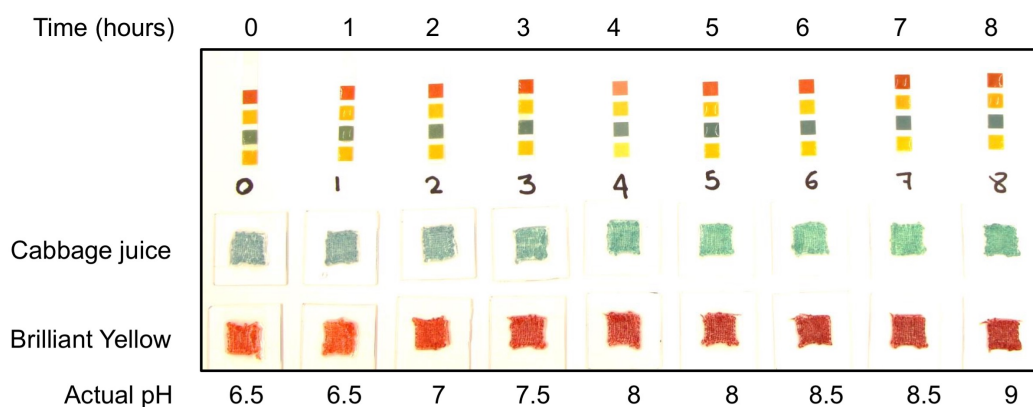 Time (hours) 0 1 2 3 4 5 6 7 8
0 1 2 3 4 5 6 7 8
Cabbage juice
Brilliant Yellow
Actual pH 6.5 6.5 7 7.5 8 8 8.5 8.5 9